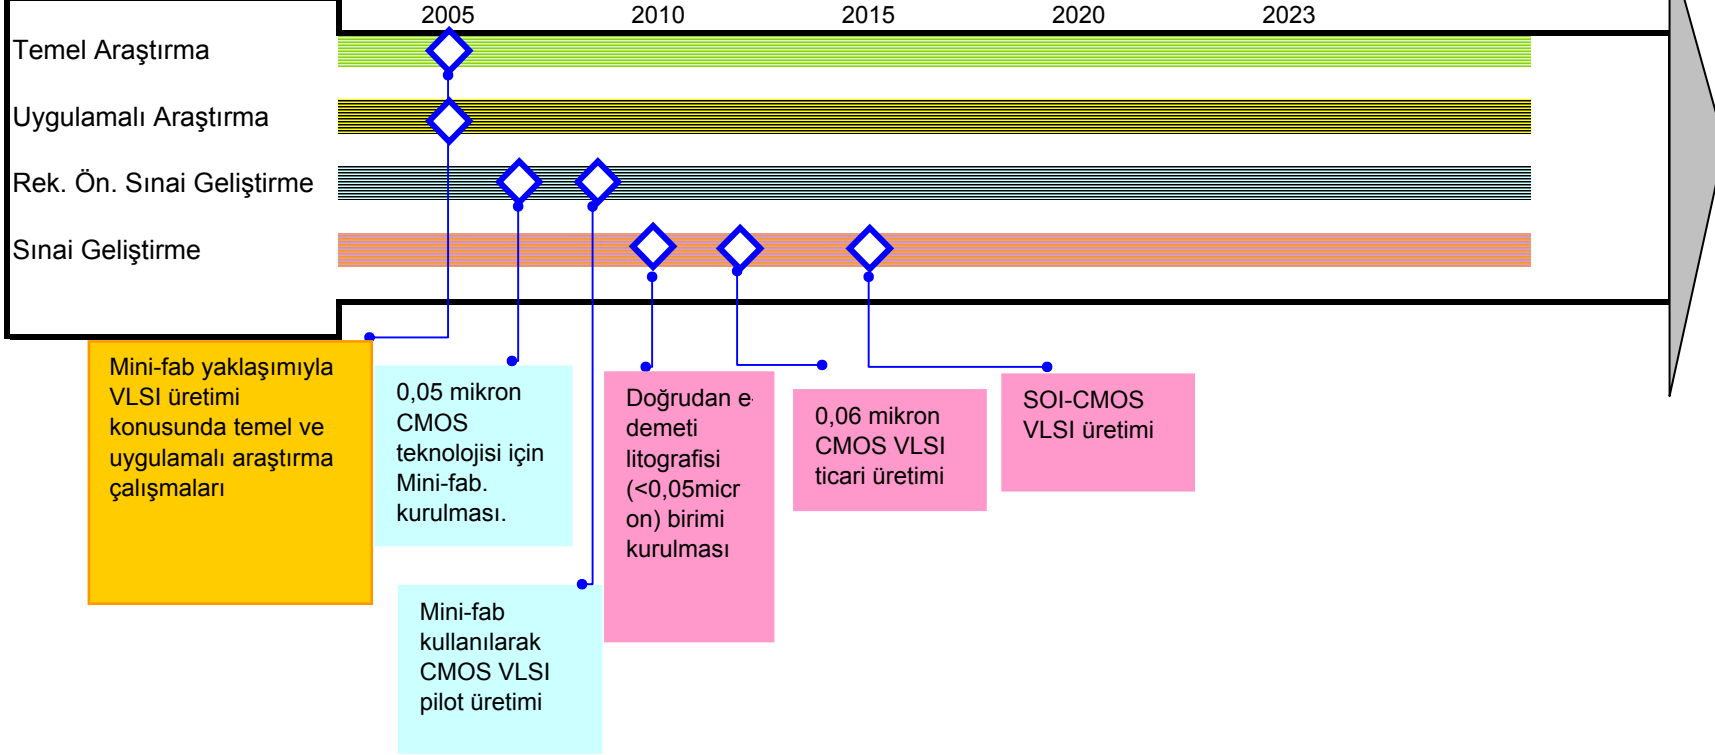 2005 2010 2015 2020 2023
Temel Araştırma
Uygulamalı Araştırma
Rek. Ön. Sınai Geliştirme
Sınai Geliştirme
Mini-fab yaklaşımıyla
VLSI üretimi
konusunda temel ve
uygulamalı araştırma
çalışmaları
0,05 mikron
CMOS
teknolojisi için
Mini-fab.
kurulması.
Mini-fab
kullanılarak
CMOS VLSI
pilot üretimi
Doğrudan e-
demeti
litografisi
(<0,05micr
on) birimi
kurulması
0,06 mikron
CMOS VLSI
ticari üretimi
SOI-CMOS
VLSI üretimi